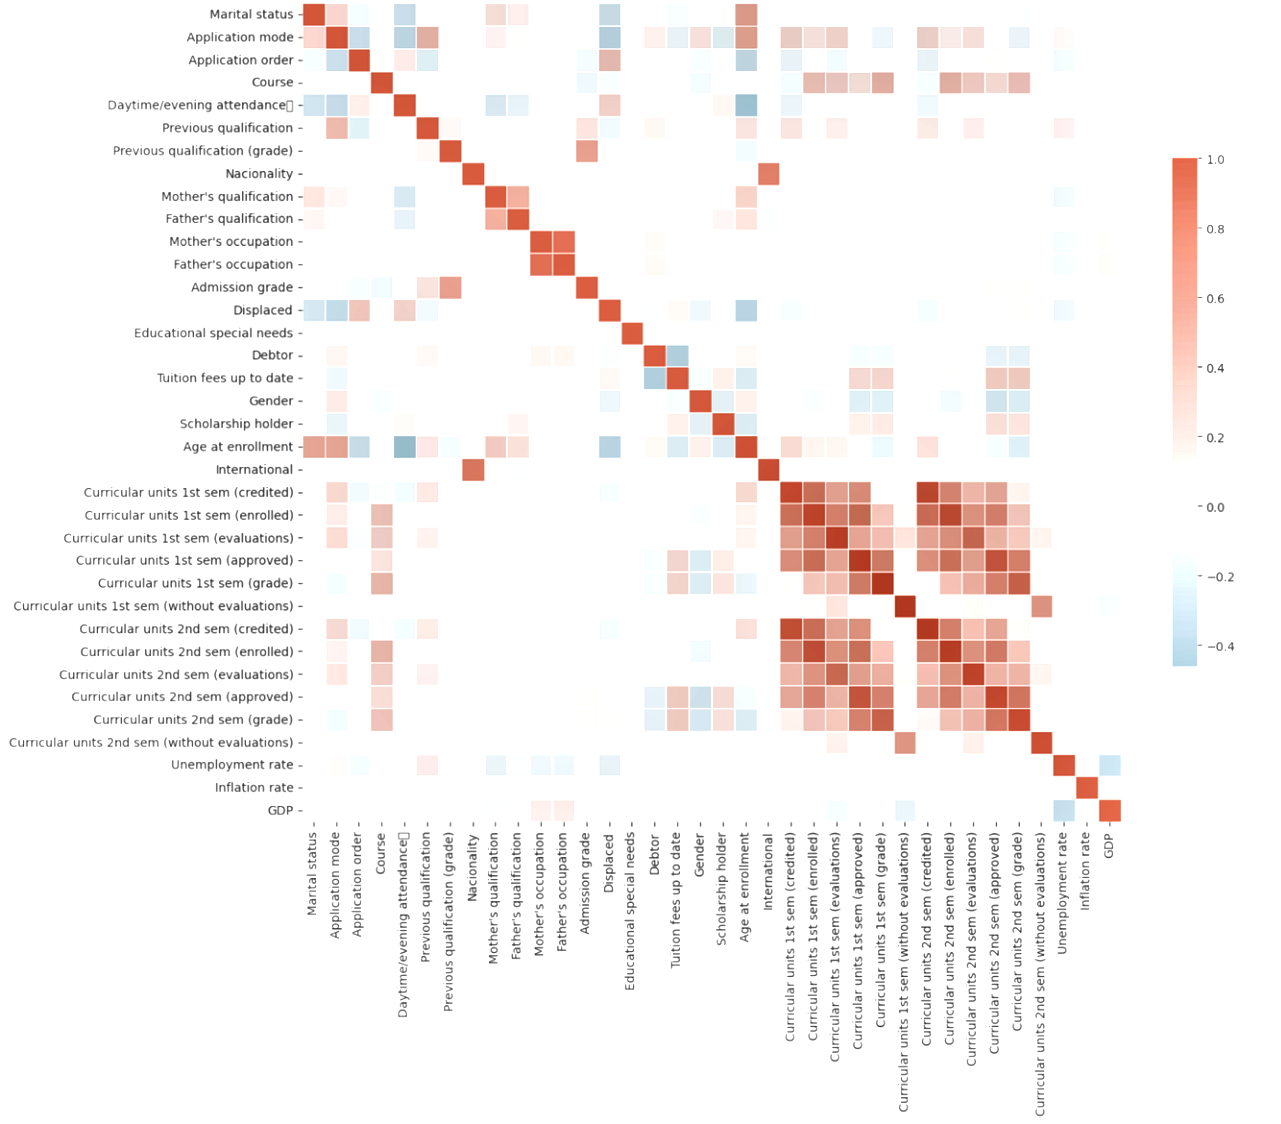 Marital status
Application mode
Application order
Course
Daytime/evening attendance▯
Previous qualification
Previous qualification (grade)
Nacionality
Mother's qualification
Father's qualification
Mother's occupation
Father's occupation
Admission grade
Displaced
Educational special needs
Debtor
Tuition fees up to date
Gender
Scholarship holder
Age at enrollment
International
Curricular units 1st sem (credited)
Curricular units 1st sem (enrolled)
Curricular units 1st sem (evaluations)
Curricular units 1st sem (approved)
Curricular units 1st sem (grade)
Curricular units 1st sem (without evaluations)
Curricular units 2nd sem (credited)
Curricular units 2nd sem (enrolled)
Curricular units 2nd sem (evaluations)
Curricular units 2nd sem (approved)
Curricular units 2nd sem (grade)
Curricular units 2nd sem (without evaluations)
Unemployment rate
Inflation rate
GDP
Marital status
Application mode
Application order
Course
Daytime/evening attendance▯
Previous qualification
Previous qualification (grade)
Nacionality
Mother's qualification
Father's qualification
Mother's occupation
Father's occupation
Admission grade
Displaced
Educational special needs
Debtor
Tuition fees up to date
Gender
Scholarship holder
Age at enrollment
International
Curricular units 1st sem (credited)
Curricular units 1st sem (enrolled)
Curricular units 1st sem (evaluations)
Curricular units 1st sem (approved)
Curricular units 1st sem (grade)
Curricular units 1st sem (without evaluations)
Curricular units 2nd sem (credited)
Curricular units 2nd sem (enrolled)
Curricular units 2nd sem (evaluations)
Curricular units 2nd sem (approved)
Curricular units 2nd sem (grade)
Curricular units 2nd sem (without evaluations)
Unemployment rate
Inflation rate
GDP
1.0
0.8
0.6
0.4
0.2
0.0
−0.2
−0.4